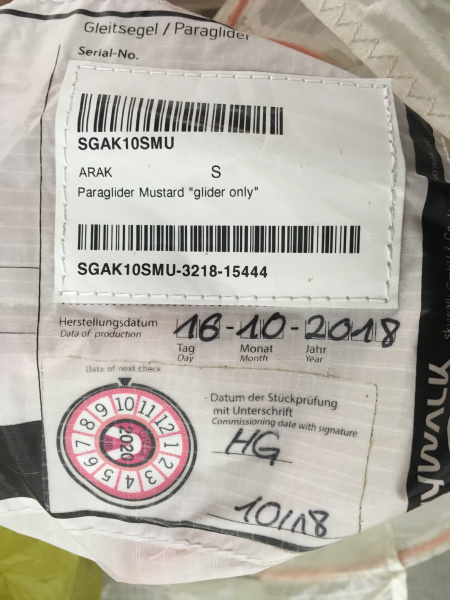 Gleitsegel / Paraglider
Serial-No.
SGAK10SMU
ARAK S
Paraglider Mustard "glider only"
SGAK10SMU-3218-15444
Herstellungsdatum 16-10-2018
Data of production Tag Monat Jahr
Day Month Year
Date of next check
10 11 12 1 2 3 4 5 6 7 8 9
2020
Datum der Stückprüfung
mit Unterschrift
Commissioning date with signature
HG
10/18